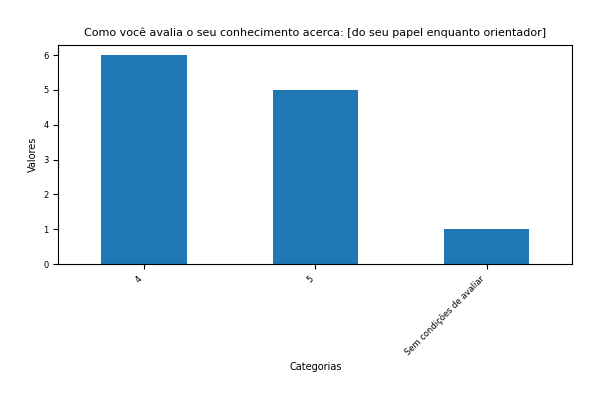 Como você avalia o seu conhecimento acerca: [do seu papel enquanto orientador]
Valores
6
5
4
3
2
1
0
4
5
Sem condições de avaliar
Categorias